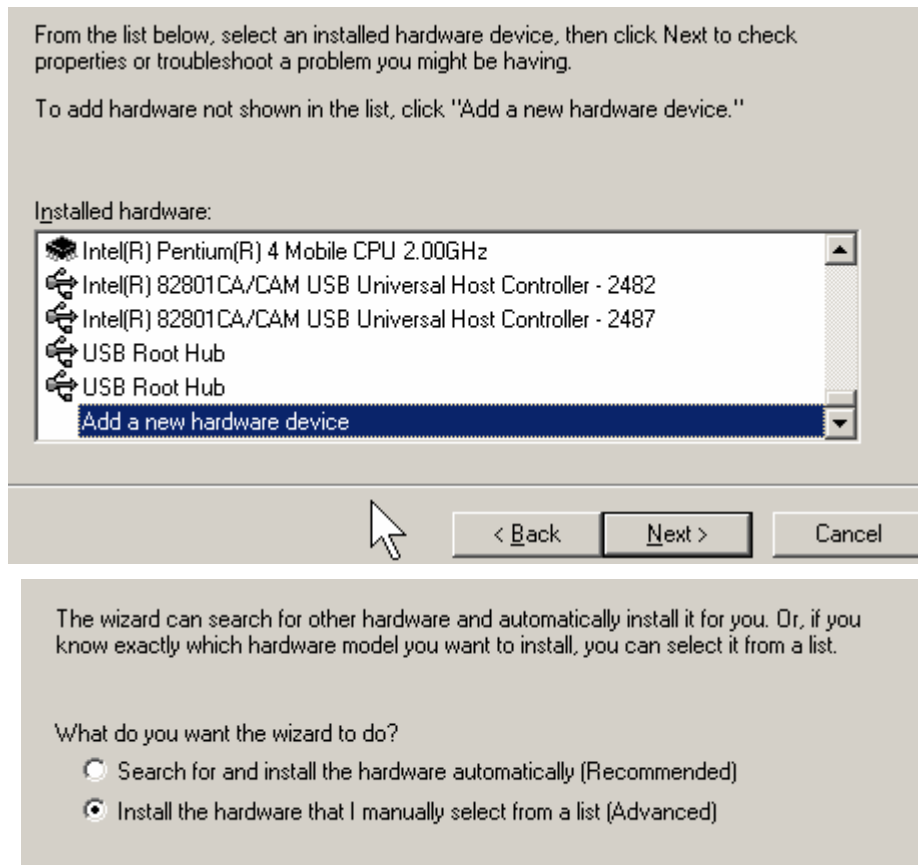 From the list below, select an installed hardware device, then click Next to check
properties or troubleshoot a problem you might be having.
To add hardware not shown in the list, click "Add a new hardware device."
Installed hardware:
Intel(R) Pentium(R) 4 Mobile CPU 2.00GHz
Intel(R) 82801CA/CAM USB Universal Host Controller - 2482
Intel(R) 82801CA/CAM USB Universal Host Controller - 2487
USB Root Hub
USB Root Hub
Add a new hardware device
< Back Next > Cancel
The wizard can search for other hardware and automatically install it for you. Or, if you
know exactly which hardware model you want to install, you can select it from a list.
What do you want the wizard to do?
Search for and install the hardware automatically (Recommended)
Install the hardware that I manually select from a list (Advanced)